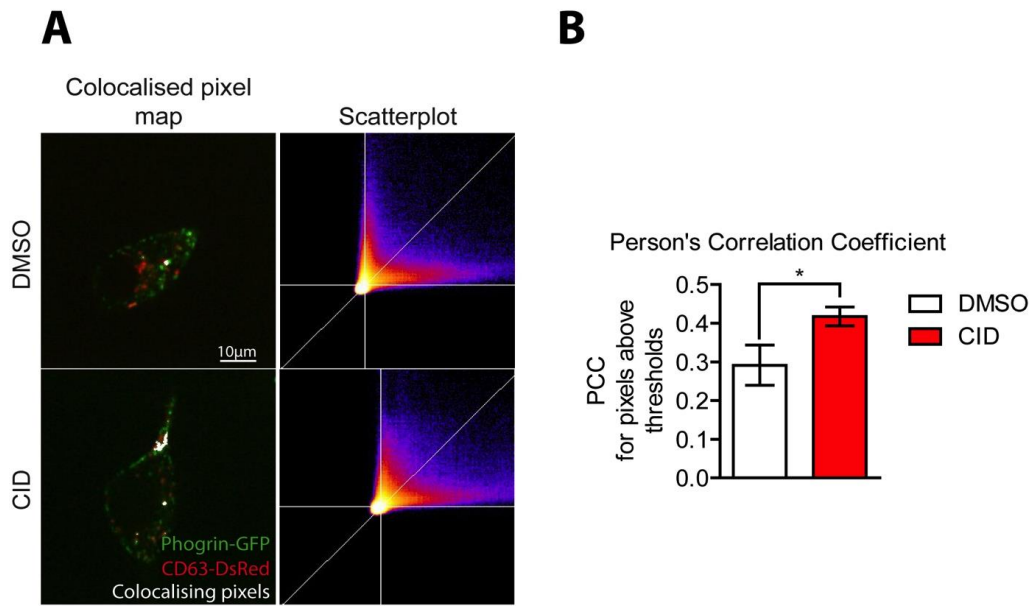 A
B
Colocalised pixel
map
Scatterplot
DMSO
10μm
CID
Phogrin-GFP
CD63-DsRed
Colocalising pixels
Person's Correlation Coefficient
*
PCC
for pixels above
thresholds
0.5
0.4
0.3
0.2
0.1
0.0
DMSO
CID